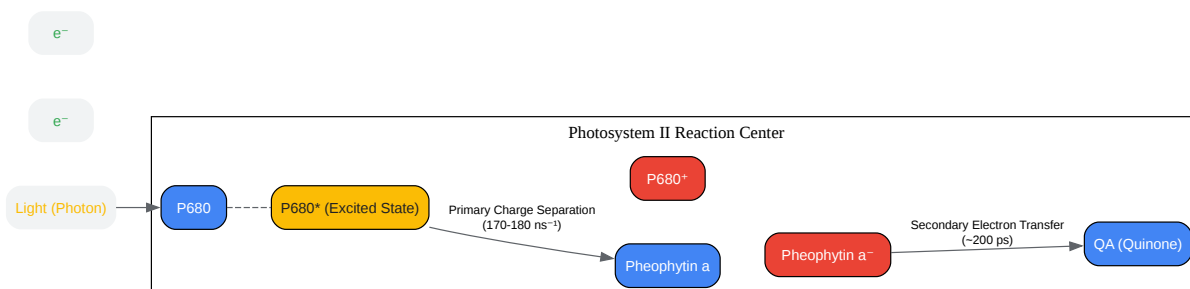 e⁻
e⁻
Photosystem II Reaction Center
P680⁺
Light (Photon)
P680
P680* (Excited State)
Primary Charge Separation
(170-180 ns⁻¹)
Pheophytin a
Pheophytin a⁻
Secondary Electron Transfer
(~200 ps)
QA (Quinone)